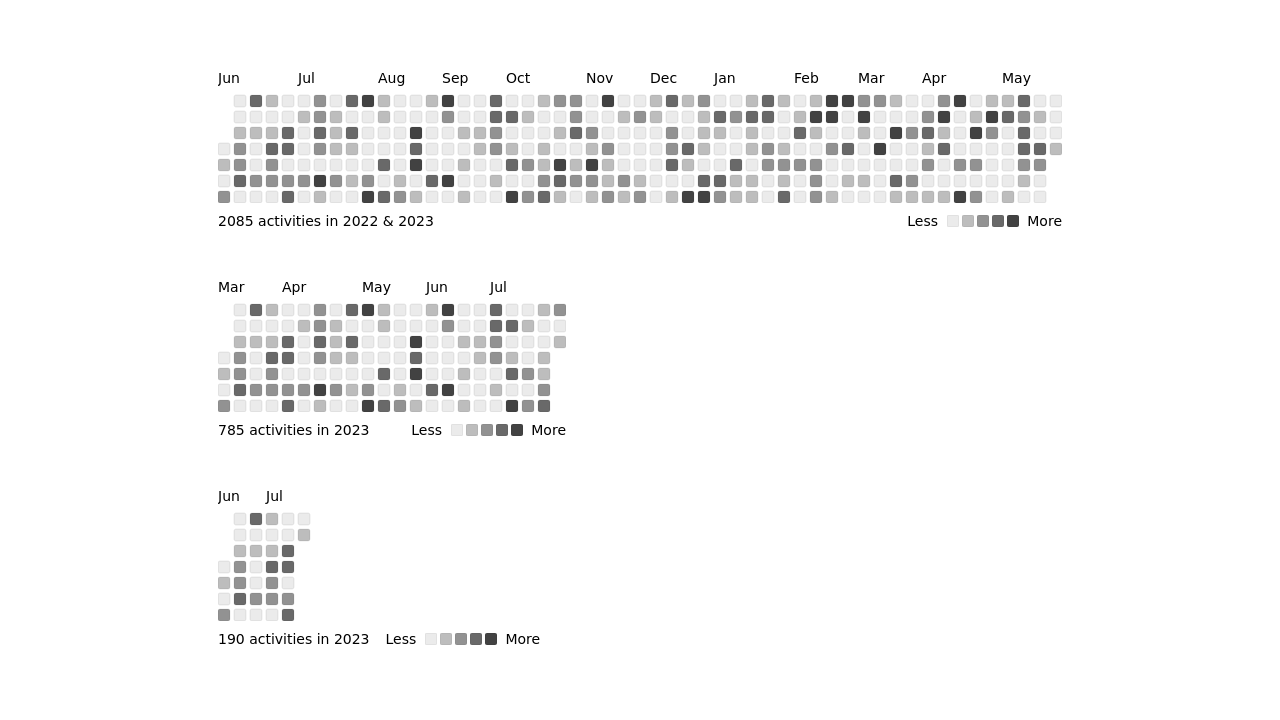 Jun Jul Aug Sep Oct Nov Dec Jan Feb Mar Apr May
2085 activities in 2022 & 2023 Less More
Mar Apr May Jun Jul
785 activities in 2023 Less More
Jun Jul
190 activities in 2023 Less More